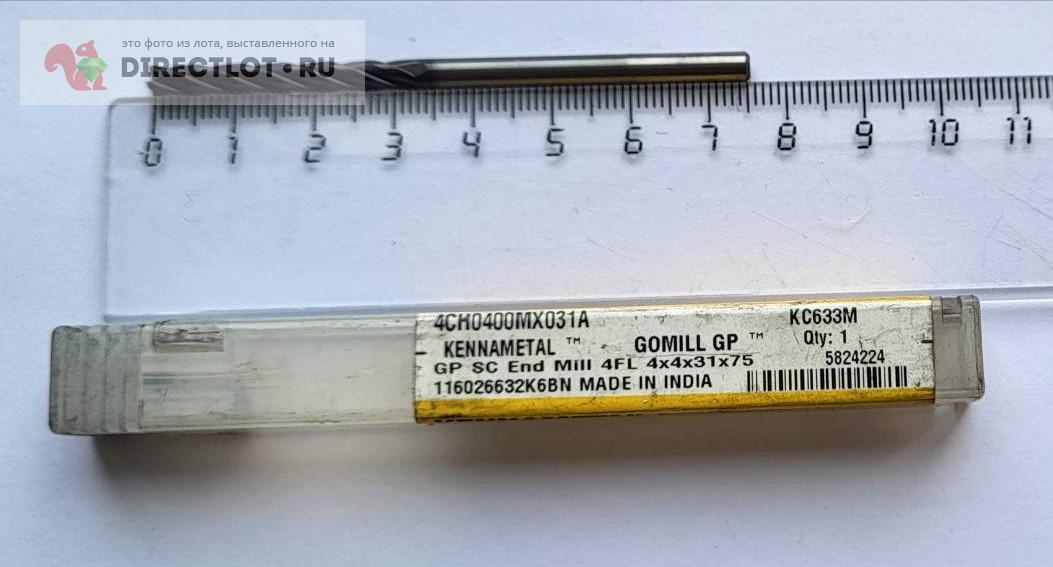 это фото из лота, выставленного на
DIRECTLOT.RU
0 1 2 3 4 5 6 7 8 9 10 11
4CH0400MX031A KC633M
KENNAMETAL ™ GOMILL GP ™ Qty: 1
GP SC End Mill 4FL 4x4x31x75 5824224
116026632K6BN MADE IN INDIA